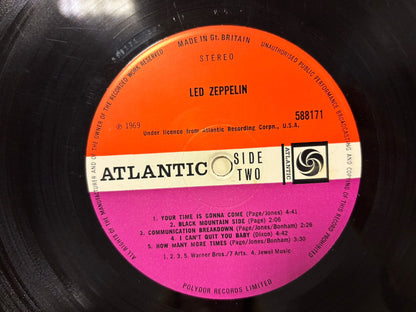 MADE IN Gt. BRITAIN
ALL RIGHTS OF THE MANUFACTURER AND OF THE OWNER OF THE RECORDED WORK RESERVED
UNAUTHORISED PUBLIC PERFORMANCE BROADCASTING AND COPYING OF THIS RECORD PROHIBITED
STEREO
LED ZEPPELIN
588171
℗ 1969
Under licence from Atlantic Recording Corpn., U.S.A.
ATLANTIC
SIDE
TWO
ATLANTIC
1. YOUR TIME IS GONNA COME (Page/Jones) 4:41
2. BLACK MOUNTAIN SIDE (Page) 2:06
3. COMMUNICATION BREAKDOWN (Page/Jones/Bonham) 2:26
4. I CAN'T QUIT YOU BABY (Dixon) 4:42
5. HOW MANY MORE TIMES (Page/Jones/Bonham) 3:30
1, 2, 3, 5. Warner Bros./7 Arts. 4. Jewel Music
POLYDOR RECORDS LIMITED